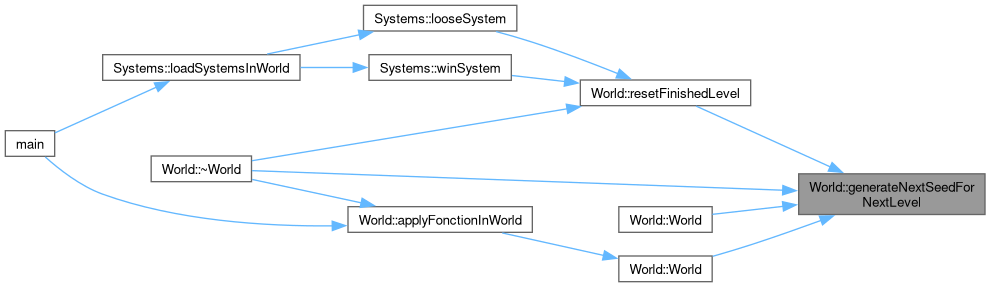 Systems::looseSystem
Systems::loadSystemsInWorld
Systems::winSystem
World::resetFinishedLevel
main
World::~World
World::generateNextSeedFor
NextLevel
World::applyFonctionInWorld
World::World
World::World